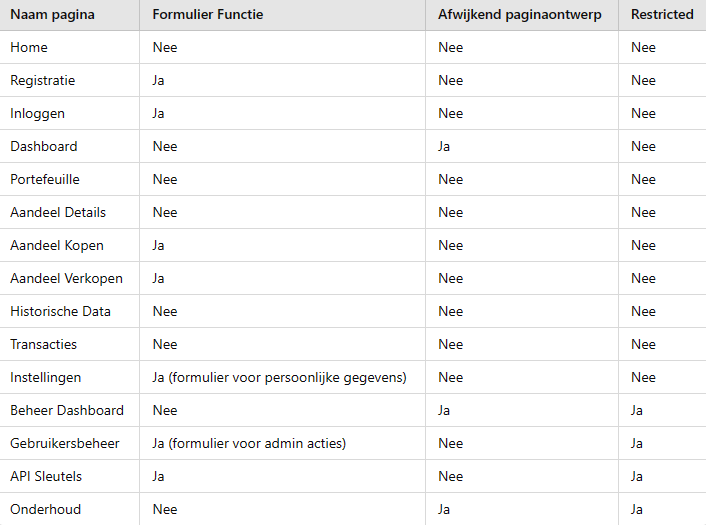 Naam pagina Formulier Functie Afwijkend paginaontwerp Restricted
Home Nee Nee Nee
Registratie Ja Nee Nee
Inloggen Ja Nee Nee
Dashboard Nee Ja Nee
Portefeuille Nee Nee Nee
Aandeel Details Nee Nee Nee
Aandeel Kopen Ja Nee Nee
Aandeel Verkopen Ja Nee Nee
Historische Data Nee Nee Nee
Transacties Nee Nee Nee
Instellingen Ja (formulier voor persoonlijke gegevens) Nee Nee
Beheer Dashboard Nee Ja Ja
Gebruikersbeheer Ja (formulier voor admin acties) Nee Ja
API Sleutels Ja Nee Ja
Onderhoud Nee Ja Ja